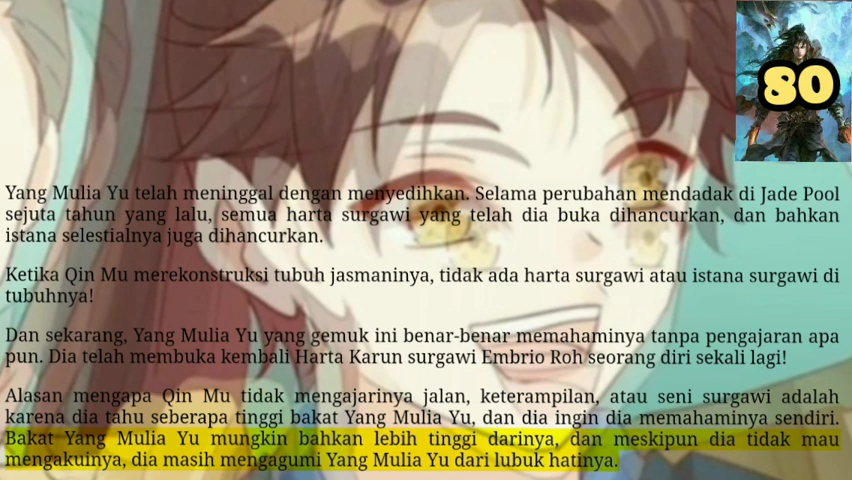 80
Yang Mulia Yu telah meninggal dengan menyedihkan. Selama perubahan mendadak di Jade Pool
sejuta tahun yang lalu, semua harta surgawi yang telah dia buka dihancurkan, dan bahkan
istana selestialnya juga dihancurkan.
Ketika Qin Mu merekonstruksi tubuh jasmaninya, tidak ada harta surgawi atau istana surgawi di
tubuhnya!
Dan sekarang, Yang Mulia Yu yang gemuk ini benar-benar memahaminya tanpa pengajaran apa
pun. Dia telah membuka kembali Harta Karun surgawi Embrio Roh seorang diri sekali lagi!
Alasan mengapa Qin Mu tidak mengajarinya jalan, keterampilan, atau seni surgawi adalah
karena dia tahu seberapa tinggi bakat Yang Mulia Yu, dan dia ingin dia memahaminya sendiri.
Bakat Yang Mulia Yu mungkin bahkan lebih tinggi darinya, dan meskipun dia tidak mau
mengakuinya, dia masih mengagumi Yang Mulia Yu dari lubuk hatinya.